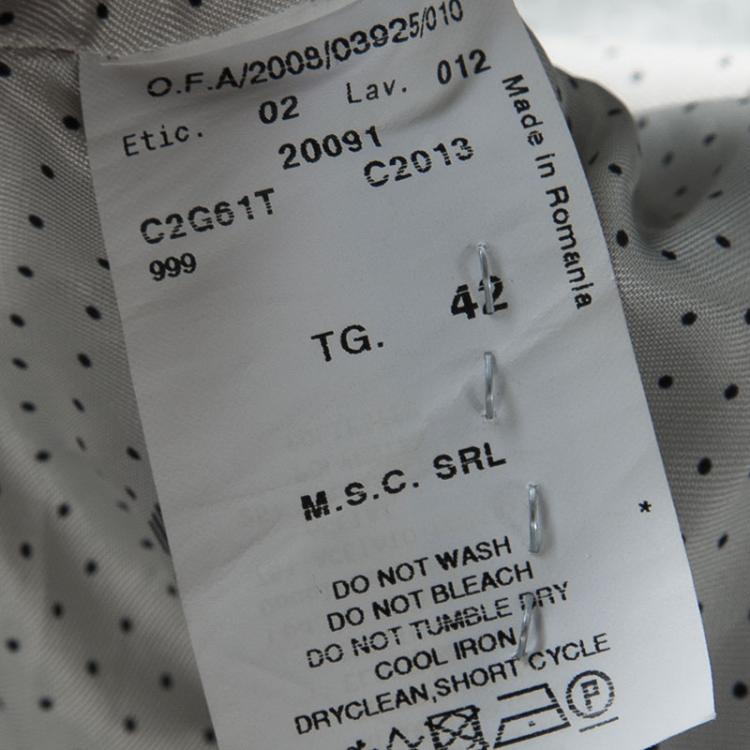 O.F.A/2008/03925/010
Etic. 02 Lav. 012
20091
C2G61T C2013
999
TG. 42
M.S.C. SRL
DO NOT WASH
DO NOT BLEACH
DO NOT TUMBLE DRY
COOL IRON
DRYCLEAN,SHORT CYCLE
P
Made in Romania
*